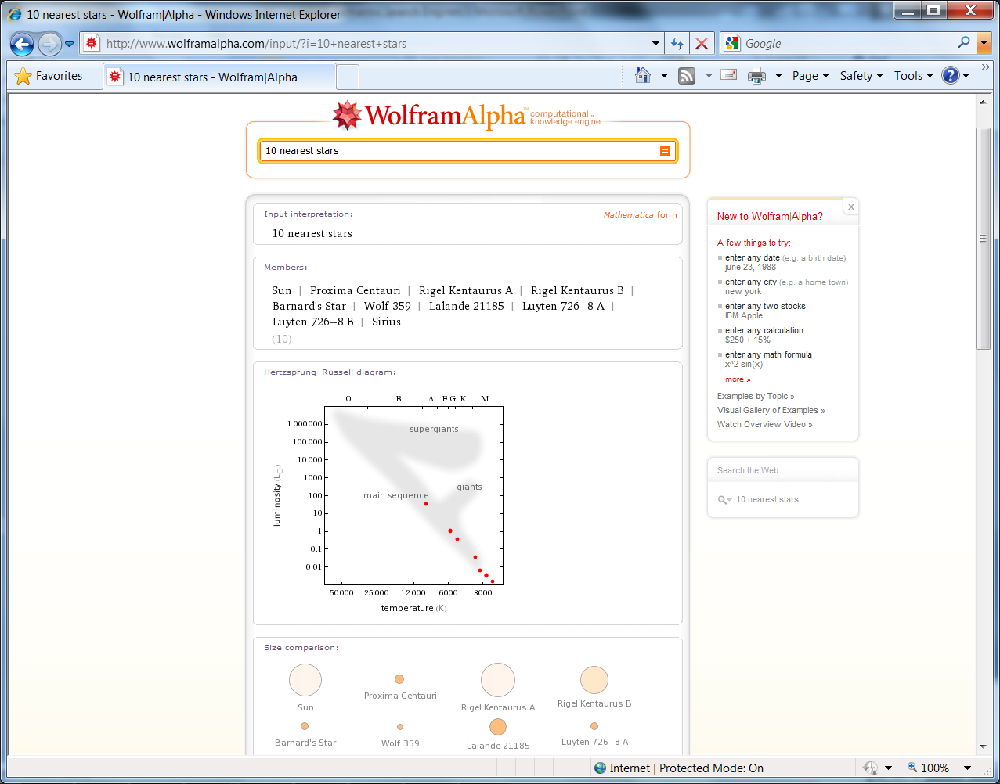 10 nearest stars - Wolfram|Alpha - Windows Internet Explorer
http://www.wolframalpha.com/input/?i=10+nearest+stars
Google
Favorites
10 nearest stars - Wolfram|Alpha
Page
Safety
Tools
WolframAlpha™ computational...
knowledge engine
10 nearest stars
Input interpretation:
Mathematica form
10 nearest stars
Members:
Sun | Proxima Centauri | Rigel Kentaurus A | Rigel Kentaurus B |
Barnard's Star | Wolf 359 | Lalande 21185 | Luyten 726–8 A |
Luyten 726–8 B | Sirius
(10)
Hertzsprung–Russell diagram:
O B A F G K M
1 000 000
100 000
10 000
1000
100
10
1
0.1
0.01
luminosity (L☉)
supergiants
giants
main sequence
50 000 25 000 12 000 6000 3000
temperature (K)
Size comparison:
Sun
Proxima Centauri
Rigel Kentaurus A
Rigel Kentaurus B
Barnard's Star
Wolf 359
Lalande 21185
Luyten 726–8 A
New to Wolfram|Alpha?
A few things to try:
enter any date (e.g. a birth date)
june 23, 1988
enter any city (e.g. a home town)
new york
enter any two stocks
IBM Apple
enter any calculation
$250 + 15%
enter any math formula
x^2 sin(x)
more »
Examples by Topic »
Visual Gallery of Examples »
Watch Overview Video »
Search the Web
10 nearest stars
Internet | Protected Mode: On
100%